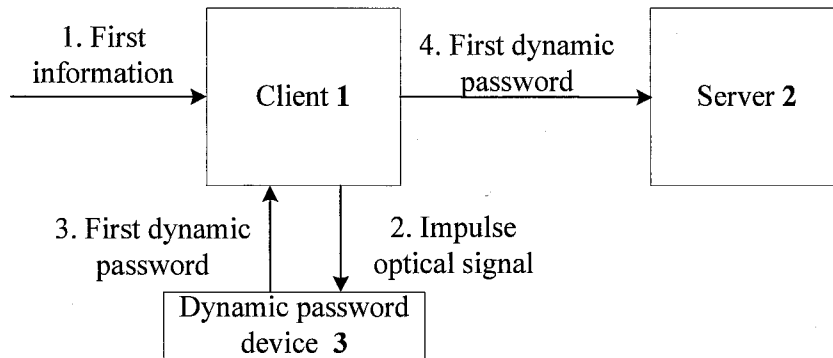 1. First
information
Client 1
4. First dynamic
password
Server 2
3. First dynamic
password
2. Impulse
optical signal
Dynamic password
device 3